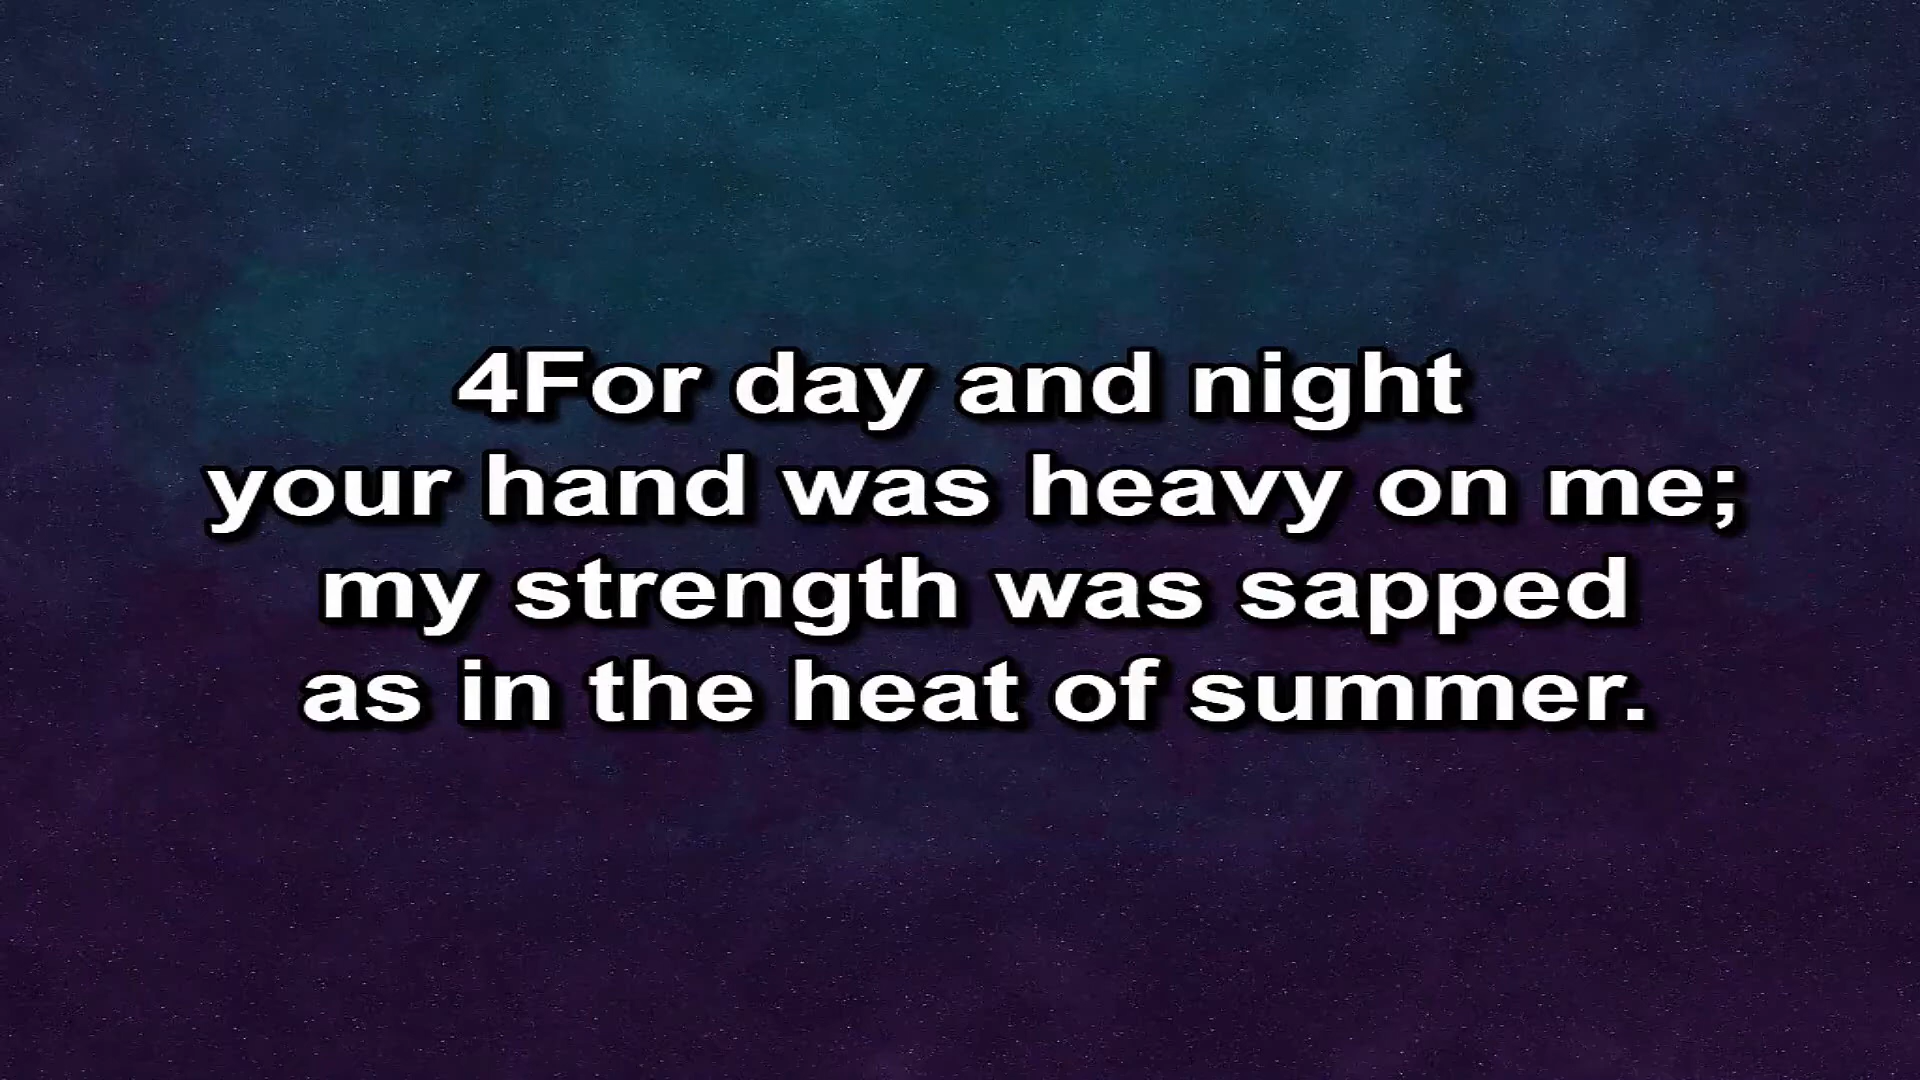 4For day and night
your hand was heavy on me;
my strength was sapped
as in the heat of summer.